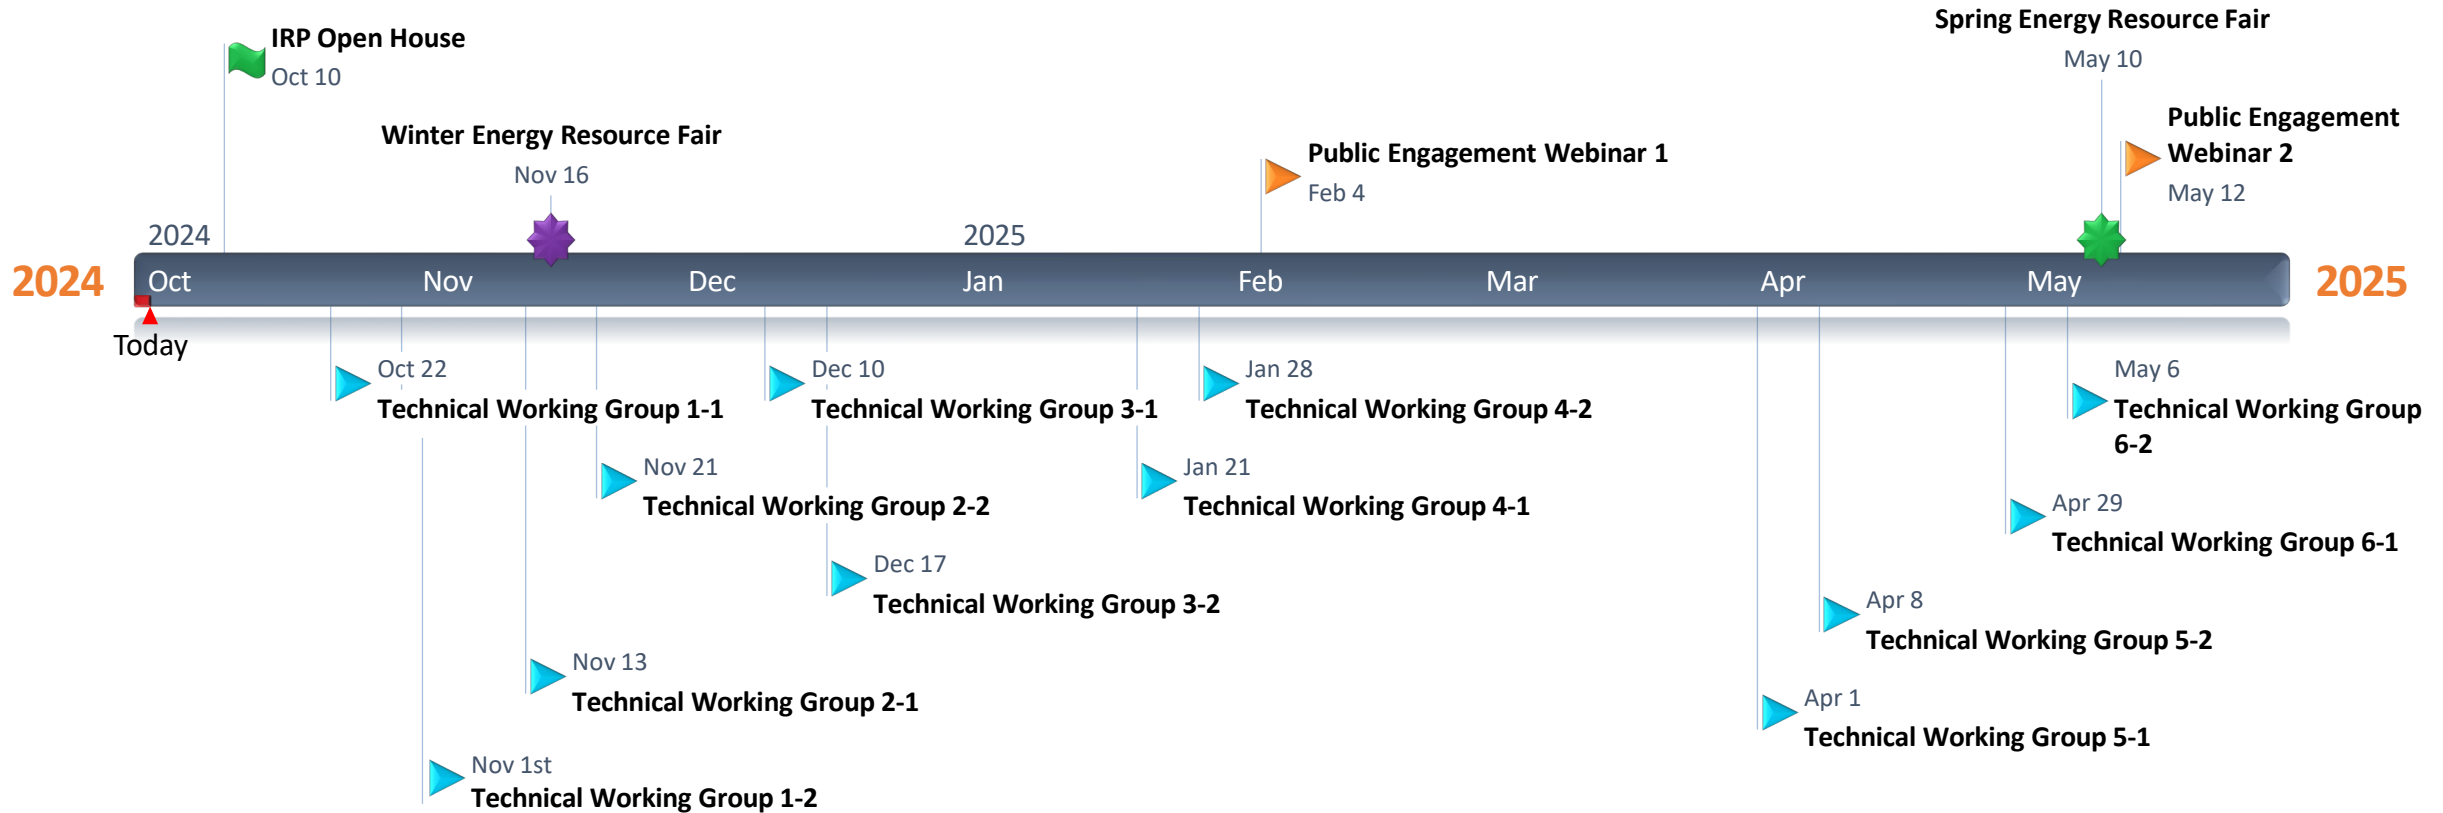 Spring Energy Resource Fair
May 10
IRP Open House
Oct 10
Public Engagement
Webinar 2
May 12
Winter Energy Resource Fair
Nov 16
Public Engagement Webinar 1
Feb 4
2024
2025
2024
Oct
Nov
Dec
Jan
Feb
Mar
Apr
May
2025
Today
Oct 22
Technical Working Group 1-1
Dec 10
Technical Working Group 3-1
Jan 28
Technical Working Group 4-2
May 6
Technical Working Group
6-2
Nov 21
Technical Working Group 2-2
Jan 21
Technical Working Group 4-1
Apr 29
Technical Working Group 6-1
Dec 17
Technical Working Group 3-2
Apr 8
Technical Working Group 5-2
Nov 13
Technical Working Group 2-1
Apr 1
Technical Working Group 5-1
Nov 1st
Technical Working Group 1-2